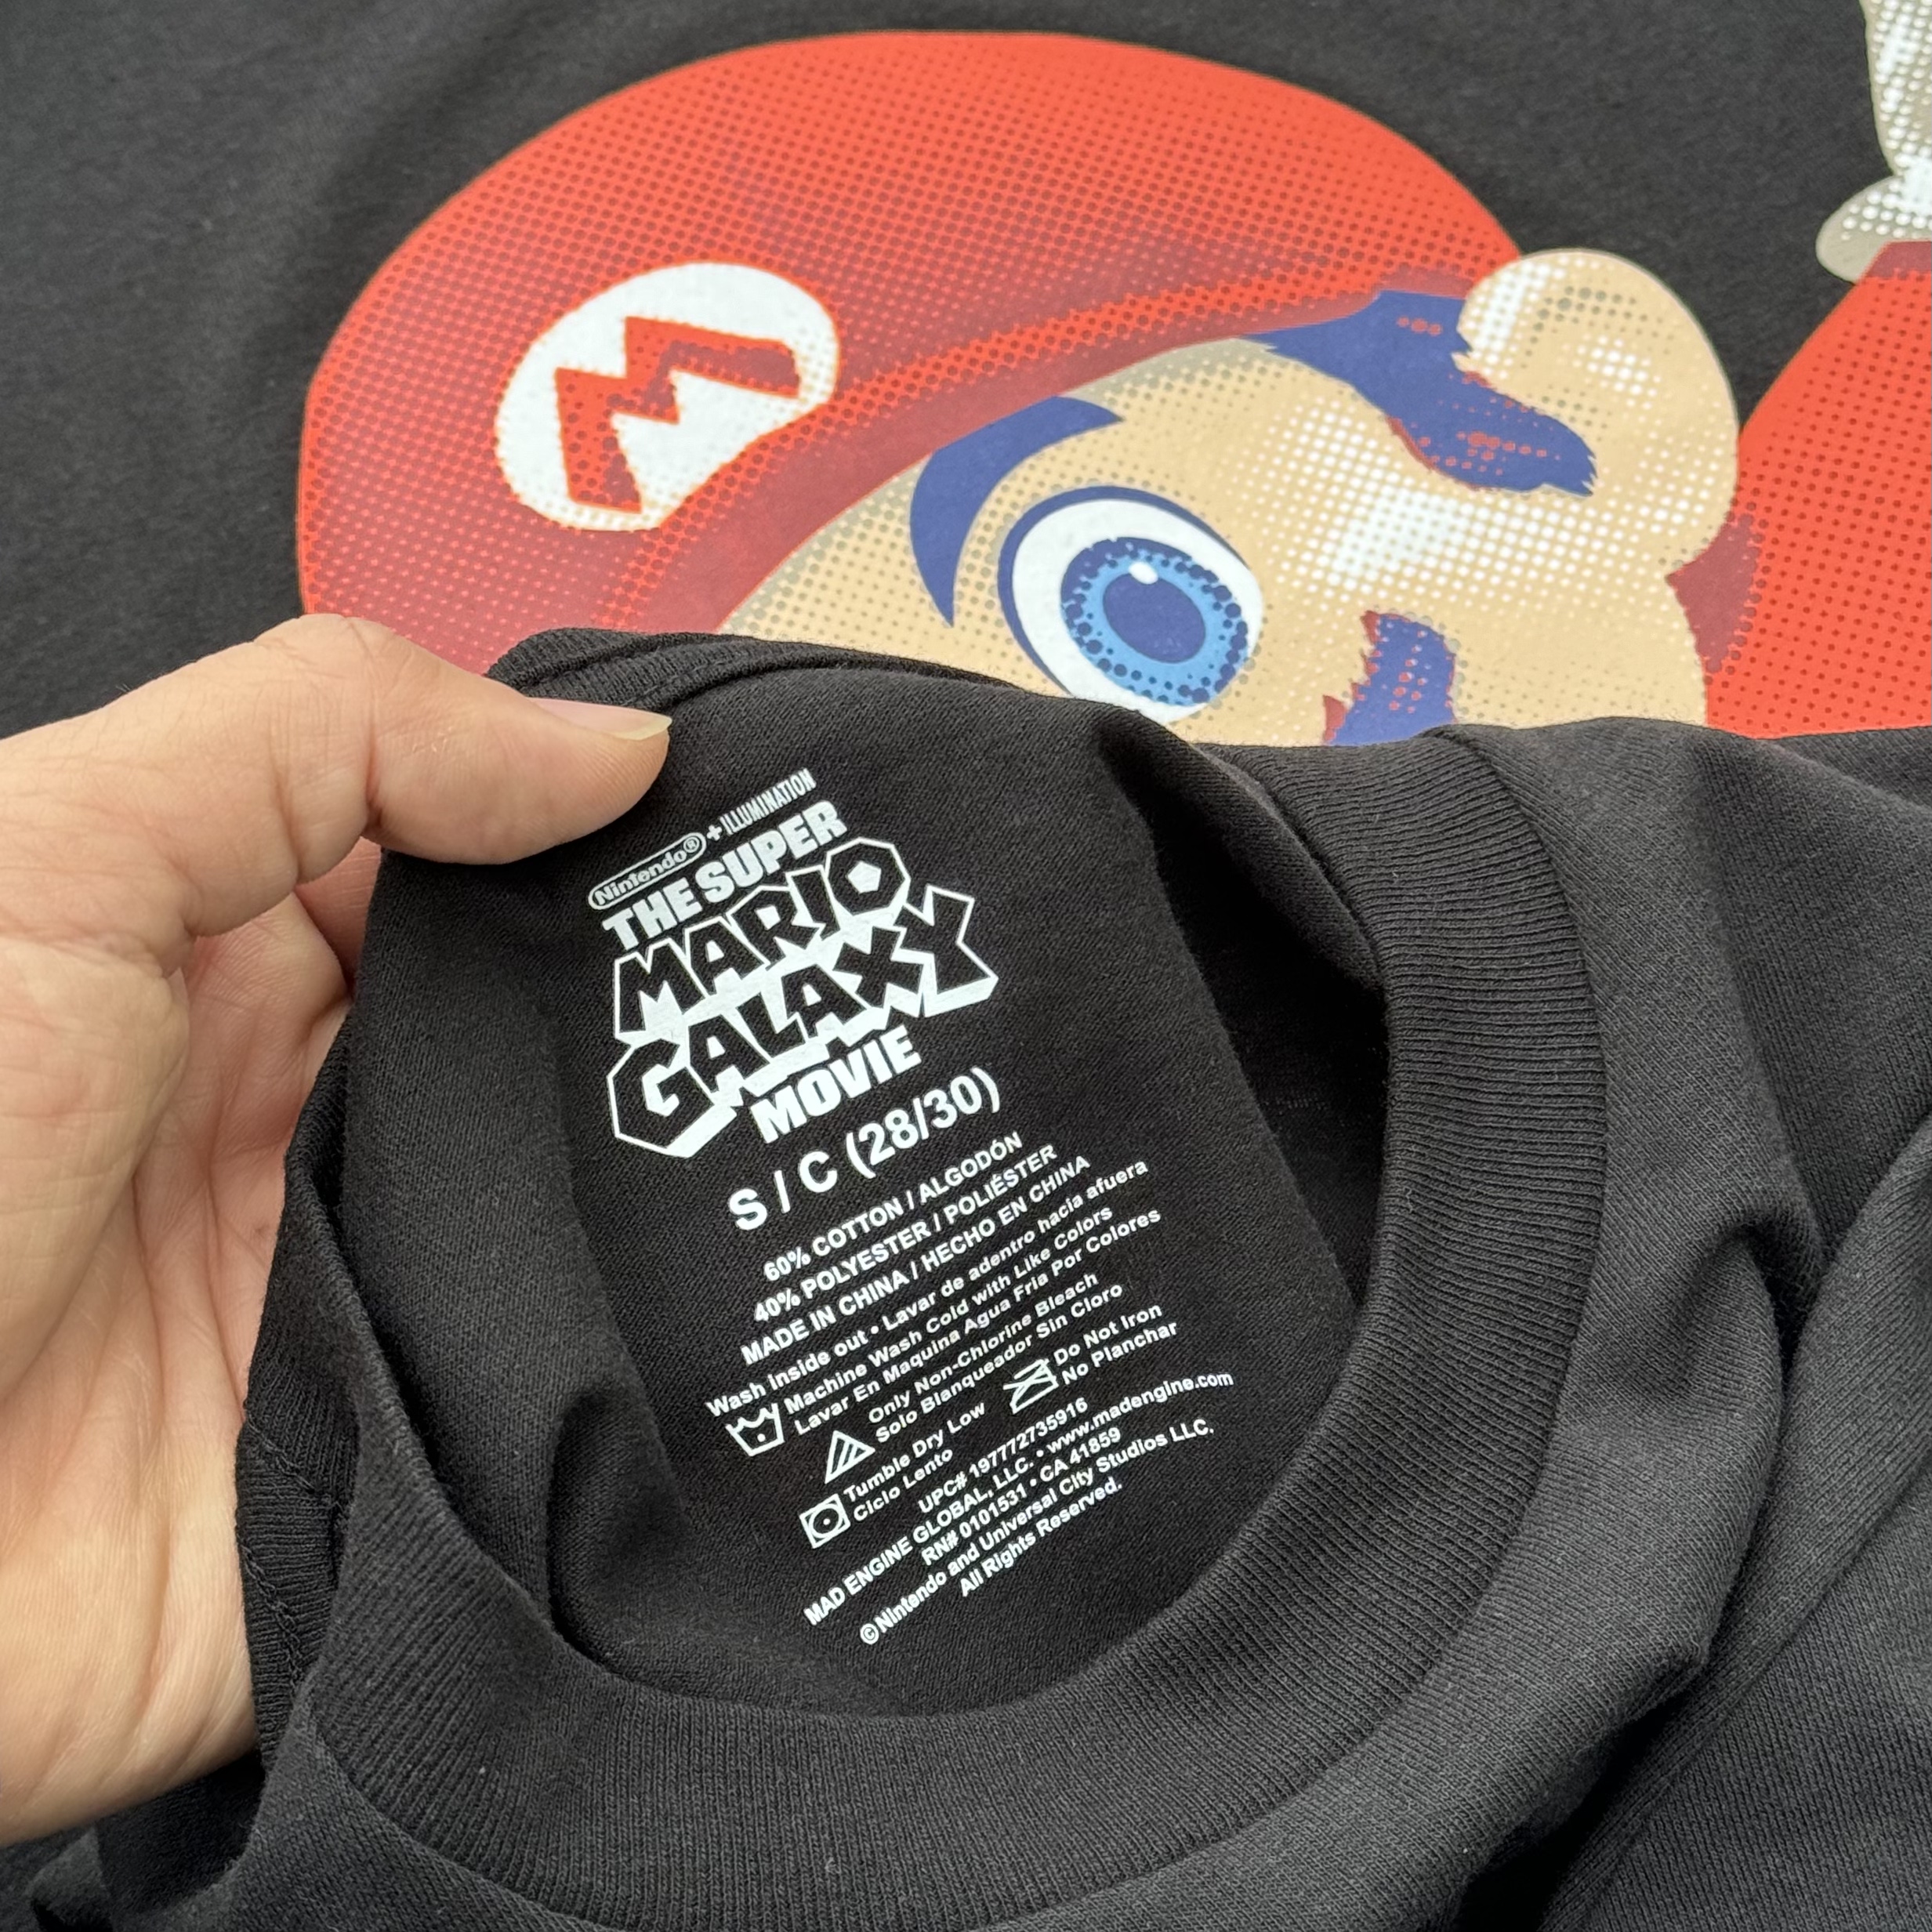 M
Nintendo® + ILLUMINATION
THE SUPER
MARIO
GALAXY
MOVIE
S / C (28/30)
60% COTTON / ALGODÓN
40% POLYESTER / POLIÉSTER
MADE IN CHINA / HECHO EN CHINA
Wash inside out • Lavar de adentro hacía afuera
Machine Wash Cold with Like Colors
Lavar En Maquina Agua Fria Por Colores
Only Non-Chlorine Bleach
Solo Blanqueador Sin Cloro
Tumble Dry Low
Ciclo Lento
Do Not Iron
No Planchar
UPC# 197772735916
MAD ENGINE GLOBAL, LLC. • www.madengine.com
RN# 0101531 • CA 41859
©Nintendo and Universal City Studios LLC.
All Rights Reserved.